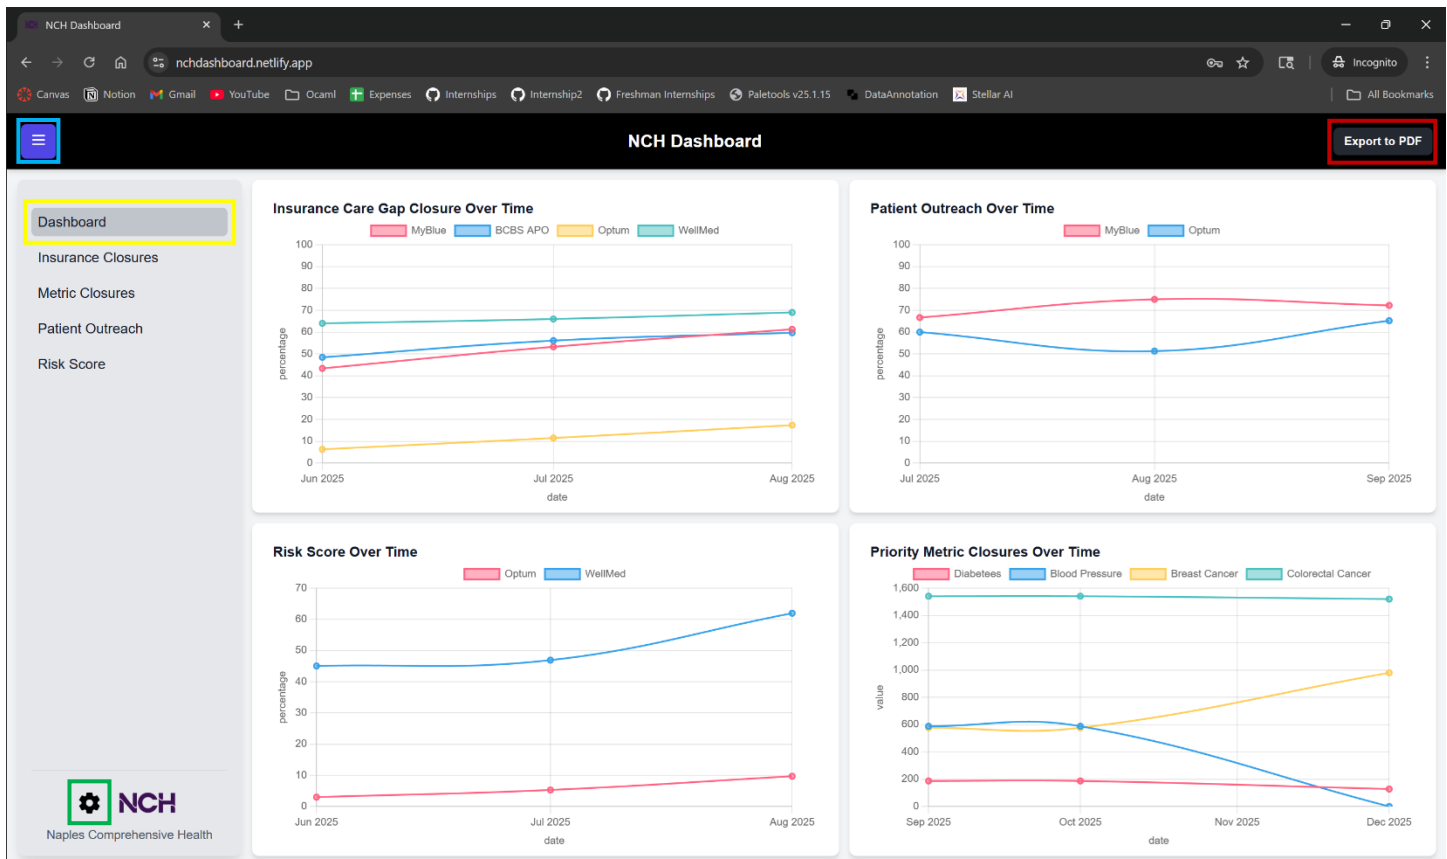 NCH Dashboard
nchdashboard.netlify.app
Incognito
Canvas Notion Gmail YouTube Ocaml Expenses Internships Internship2 Freshman Internships Paletools v25.1.15 DataAnnotation Stellar AI All Bookmarks
NCH Dashboard
Export to PDF
Dashboard
Insurance Closures
Metric Closures
Patient Outreach
Risk Score
NCH
Naples Comprehensive Health
Insurance Care Gap Closure Over Time
MyBlue BCBS APO Optum WellMed
100
90
80
70
60
50
40
30
20
10
0
percentage
Jun 2025 Jul 2025 Aug 2025
date
Patient Outreach Over Time
MyBlue Optum
100
90
80
70
60
50
40
30
20
10
0
percentage
Jul 2025 Aug 2025 Sep 2025
date
Risk Score Over Time
Optum WellMed
70
60
50
40
30
20
10
0
percentage
Jun 2025 Jul 2025 Aug 2025
date
Priority Metric Closures Over Time
Diabetees Blood Pressure Breast Cancer Colorectal Cancer
1,600
1,400
1,200
1,000
800
600
400
200
0
value
Sep 2025 Oct 2025 Nov 2025 Dec 2025
date